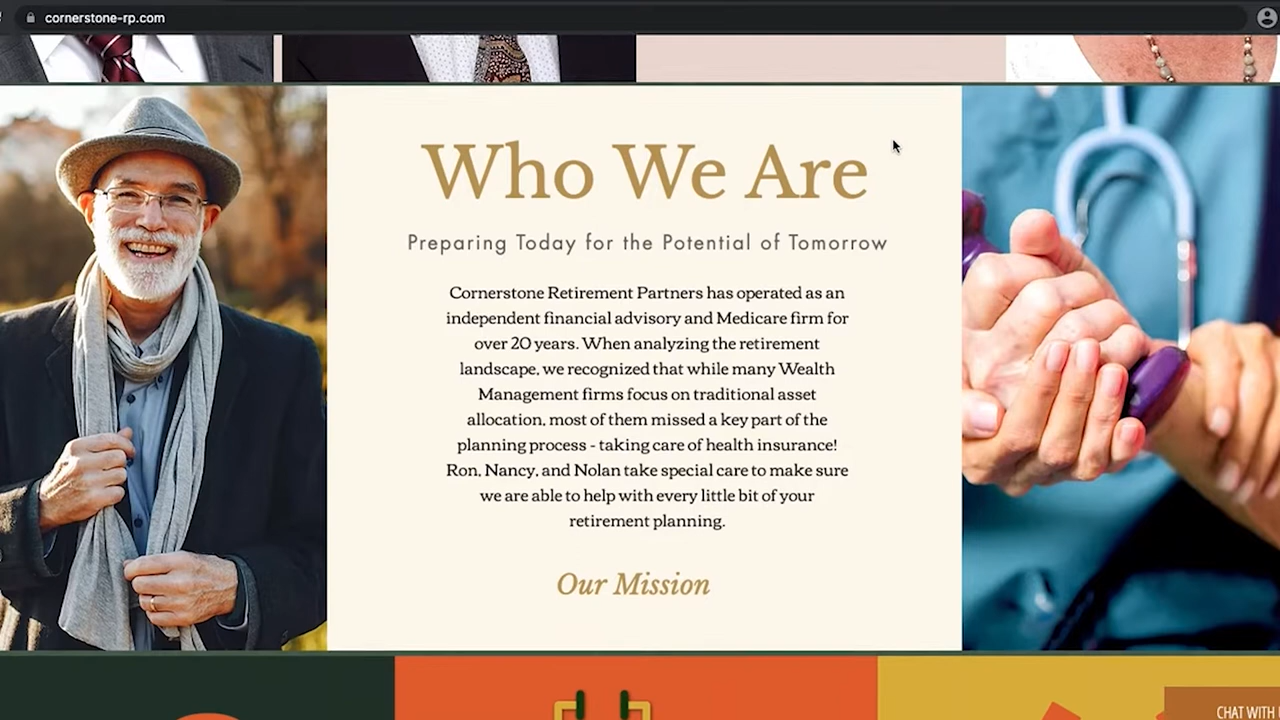 cornerstone-rp.com
Who We Are
Preparing Today for the Potential of Tomorrow
Cornerstone Retirement Partners has operated as an
independent financial advisory and Medicare firm for
over 20 years. When analyzing the retirement
landscape, we recognized that while many Wealth
Management firms focus on traditional asset
allocation, most of them missed a key part of the
planning process - taking care of health insurance!
Ron, Nancy, and Nolan take special care to make sure
we are able to help with every little bit of your
retirement planning.
Our Mission
CHAT WITH